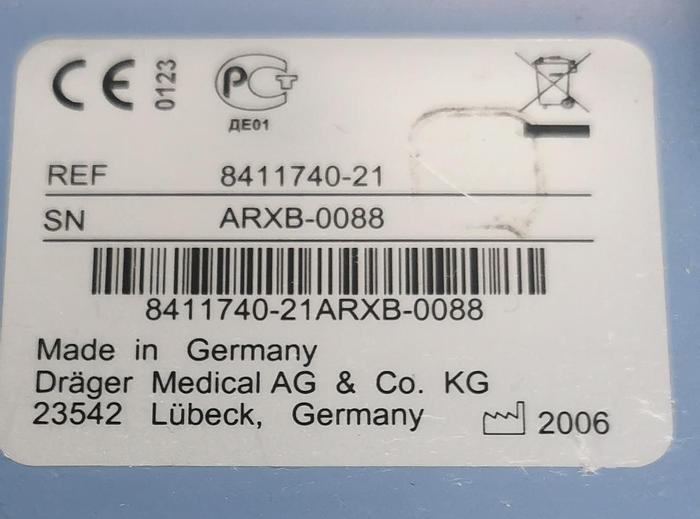 CE 0123 PCT
ДЕ01
REF 8411740-21
SN ARXB-0088
8411740-21ARXB-0088
Made in Germany
Dräger Medical AG & Co. KG
23542 Lübeck, Germany 2006